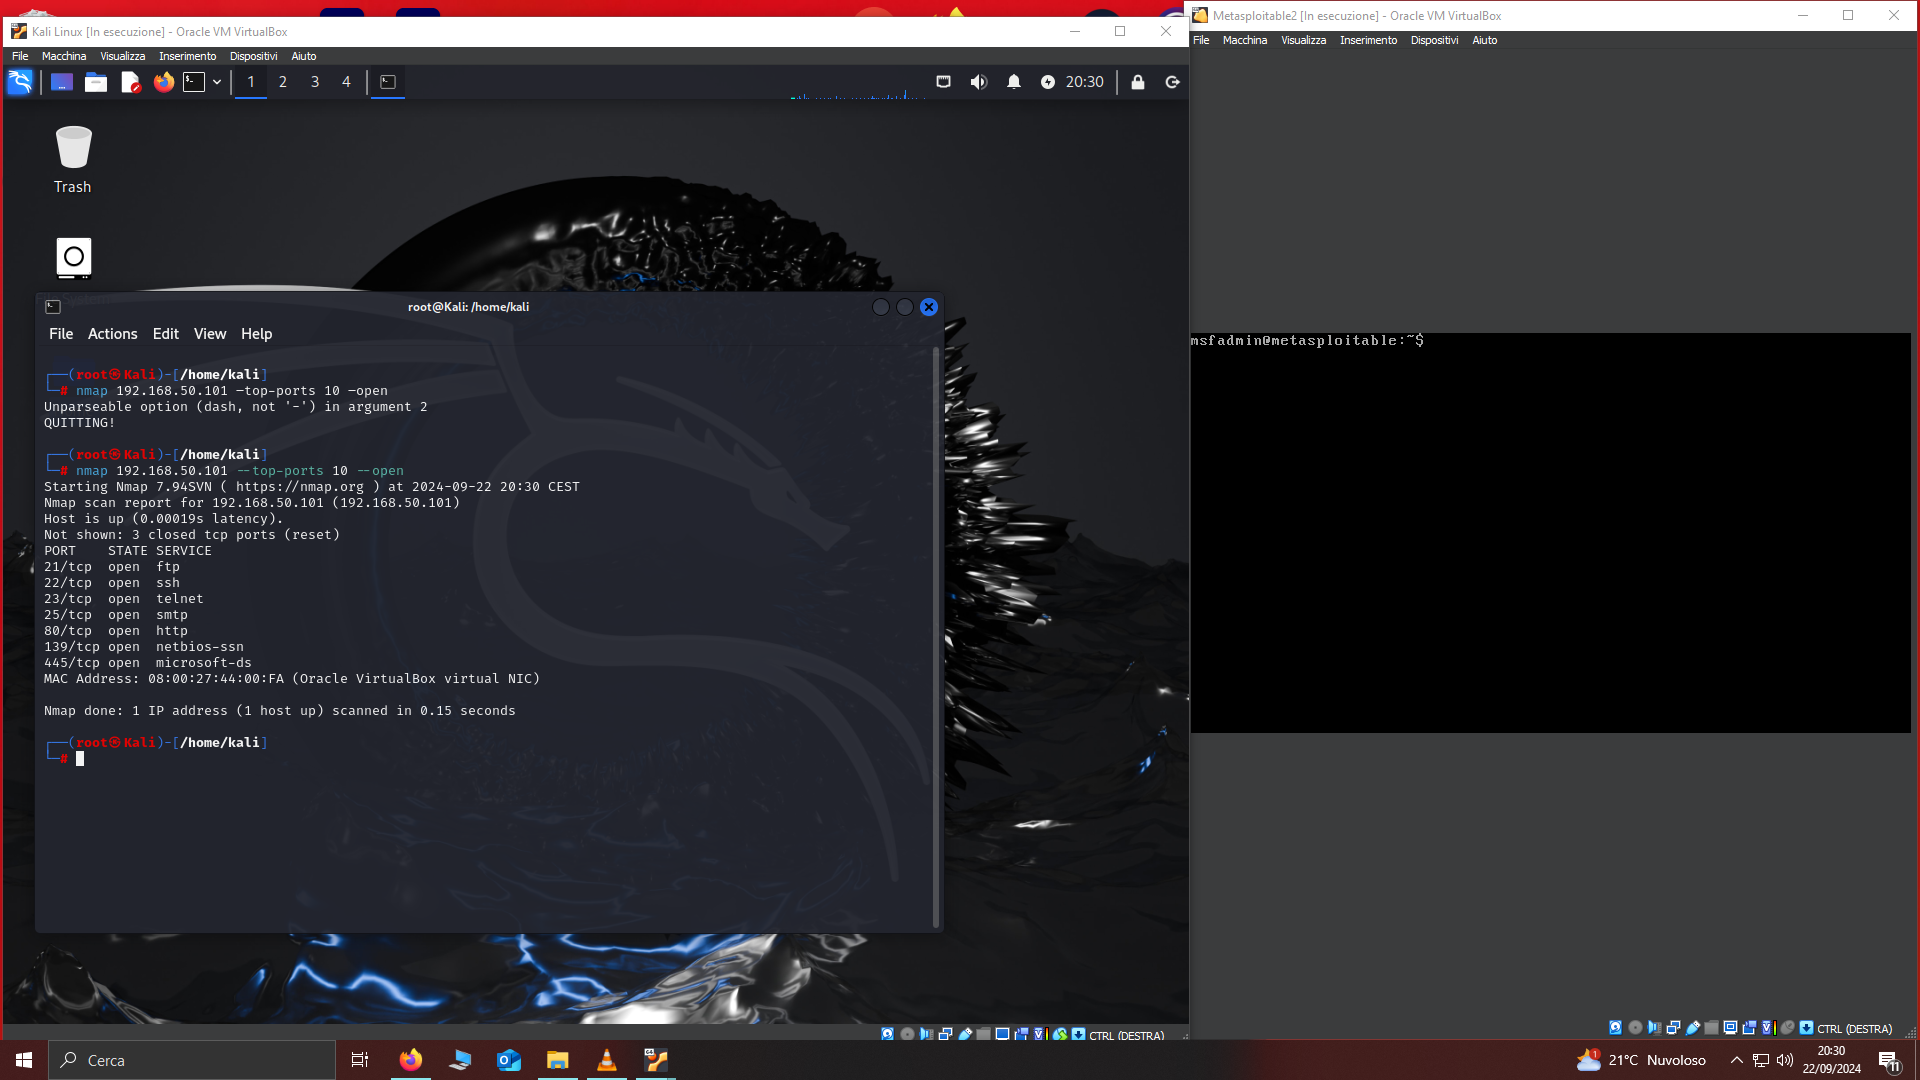 Kali Linux [In esecuzione] - Oracle VM VirtualBox
File Macchina Visualizza Inserimento Dispositivi Aiuto
1 2 3 4
20:30
Trash
root@Kali: /home/kali
File Actions Edit View Help
┌──(root㉿Kali)-[/home/kali]
└─# nmap 192.168.50.101 –top-ports 10 –open
Unparseable option (dash, not '-') in argument 2
QUITTING!
┌──(root㉿Kali)-[/home/kali]
└─# nmap 192.168.50.101 --top-ports 10 --open
Starting Nmap 7.94SVN ( https://nmap.org ) at 2024-09-22 20:30 CEST
Nmap scan report for 192.168.50.101 (192.168.50.101)
Host is up (0.00019s latency).
Not shown: 3 closed tcp ports (reset)
PORT    STATE SERVICE
21/tcp  open  ftp
22/tcp  open  ssh
23/tcp  open  telnet
25/tcp  open  smtp
80/tcp  open  http
139/tcp open  netbios-ssn
445/tcp open  microsoft-ds
MAC Address: 08:00:27:44:00:FA (Oracle VirtualBox virtual NIC)
Nmap done: 1 IP address (1 host up) scanned in 0.15 seconds
┌──(root㉿Kali)-[/home/kali]
└─#
CTRL (DESTRA)
Metasploitable2 [In esecuzione] - Oracle VM VirtualBox
File Macchina Visualizza Inserimento Dispositivi Aiuto
msfadmin@metasploitable:~$
CTRL (DESTRA)
Cerca
1
21°C Nuvoloso
20:30
22/09/2024
11